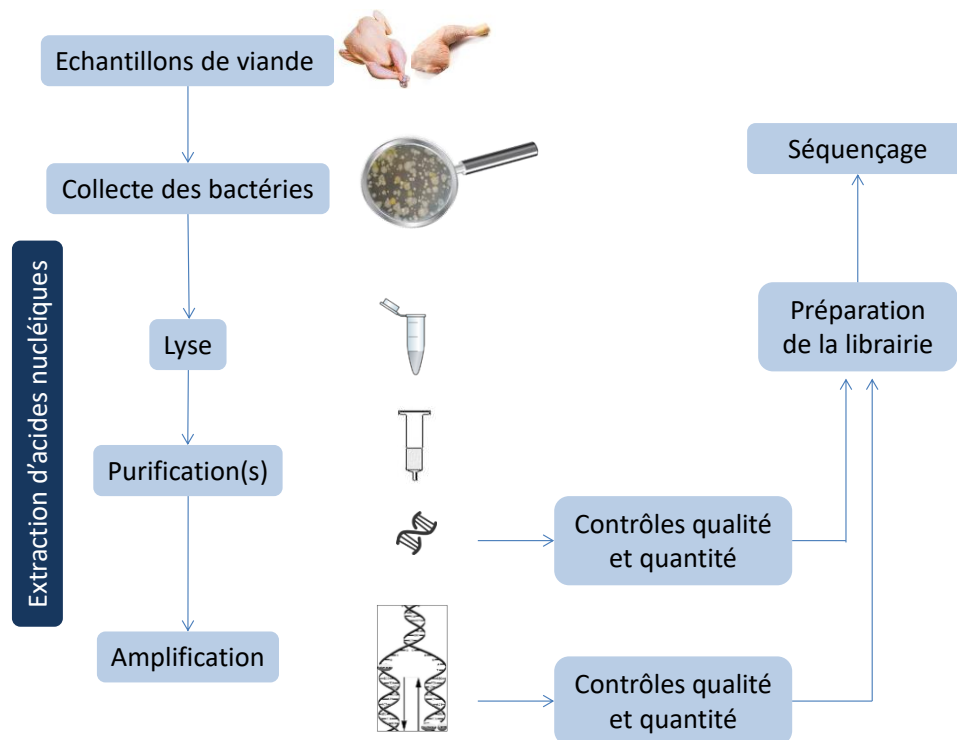 Echantillons de viande
Collecte des bactéries
Extraction d'acides nucléiques
Lyse
Purification(s)
Amplification
Contrôles qualité
et quantité
Contrôles qualité
et quantité
Préparation
de la librairie
Séquençage